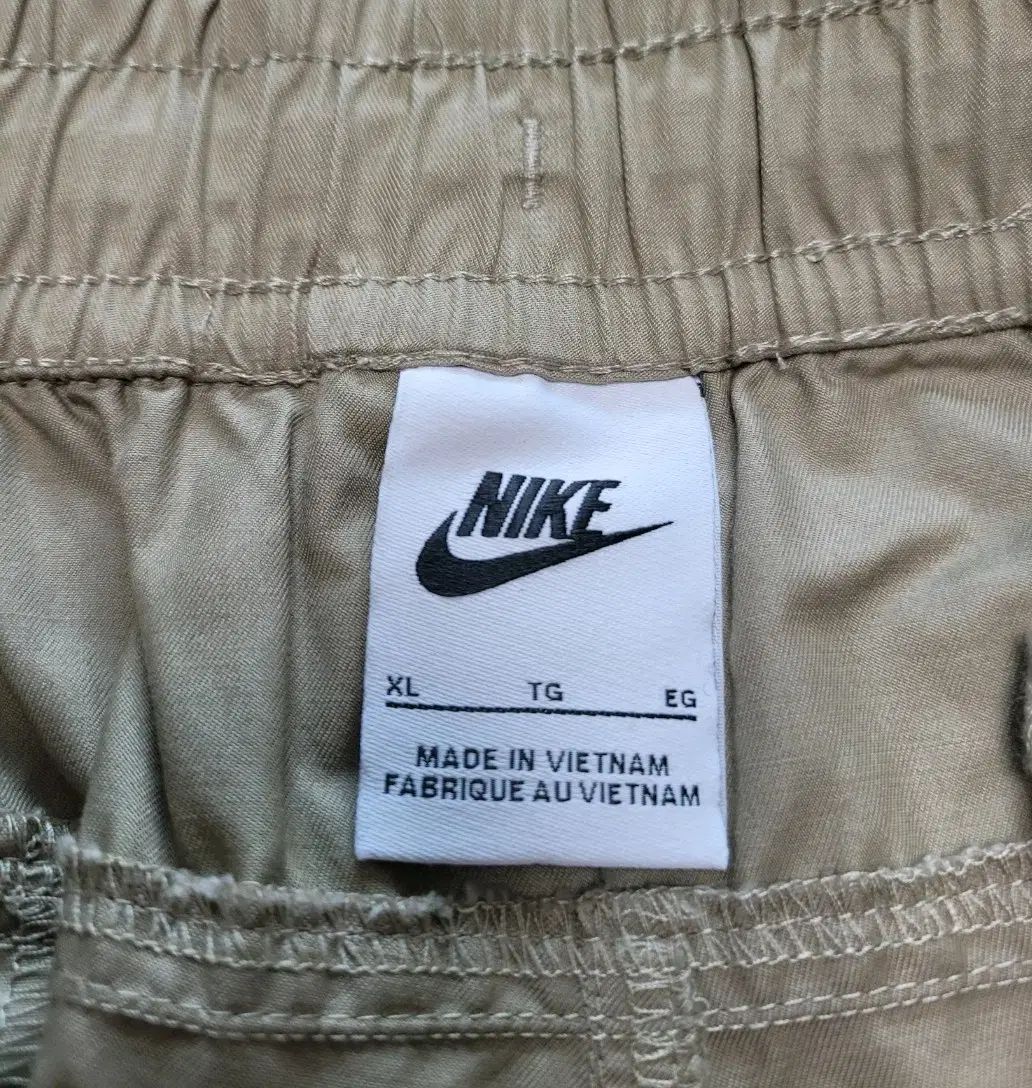 NIKE
XL TG EG
MADE IN VIETNAM
FABRIQUE AU VIETNAM